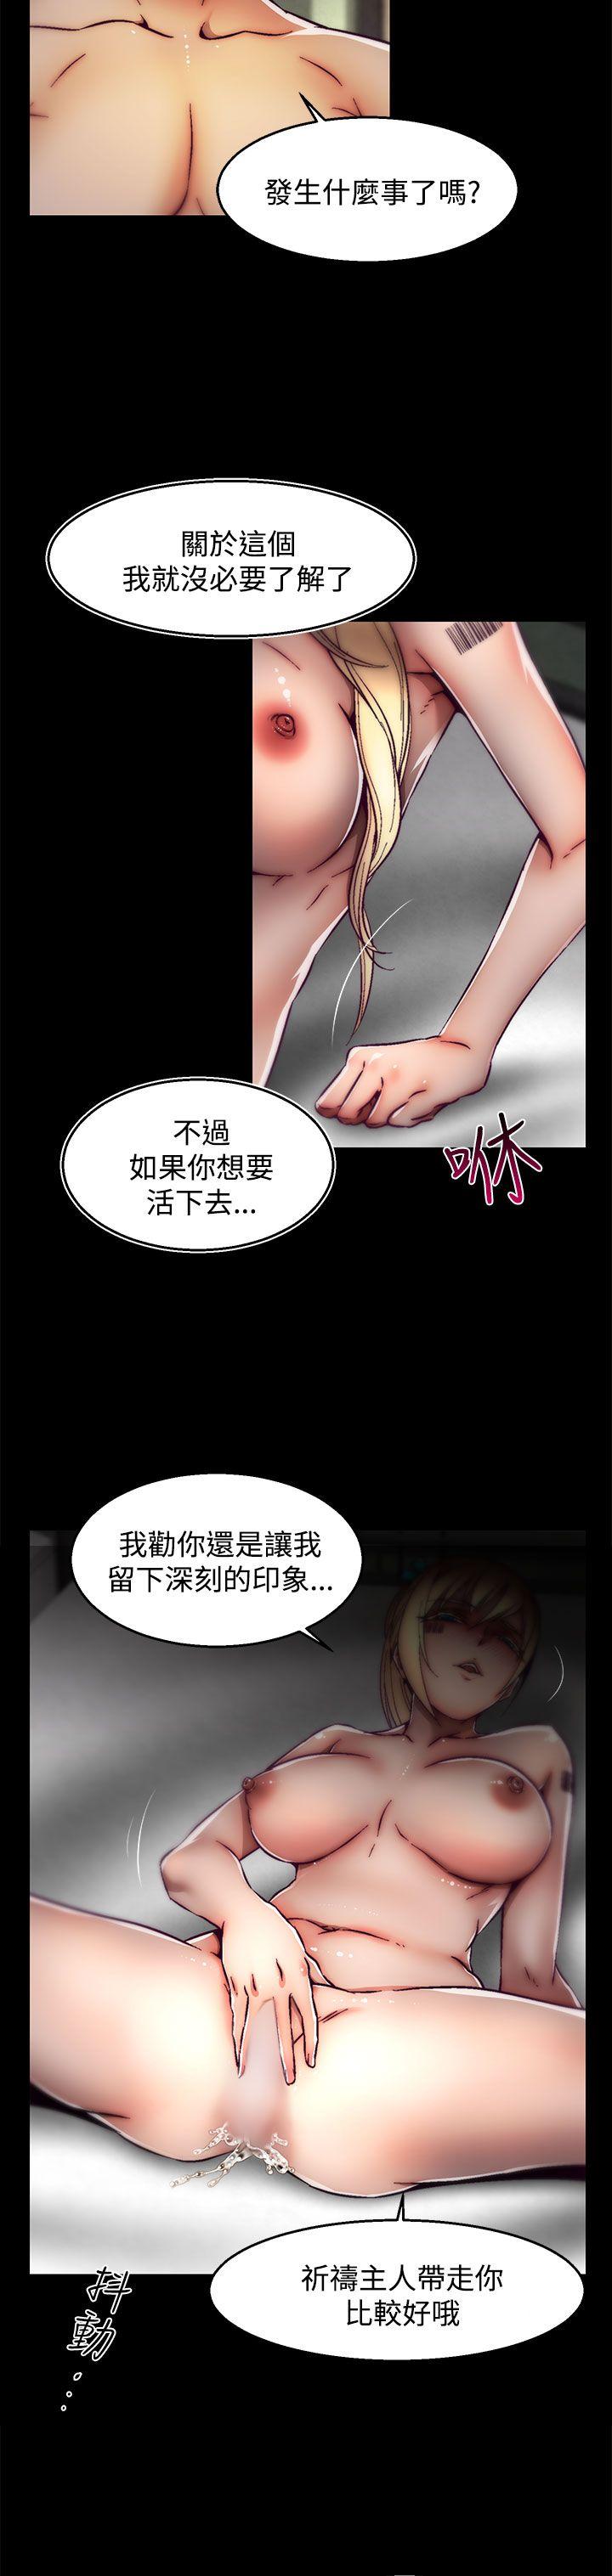 發生什麼事了嗎?
關於這個
我就沒必要了解了
不過
如果你想要
活下去...
咻
我勸你還是讓我
留下深刻的印象...
祈禱主人帶走你
比較好哦
抖
動...